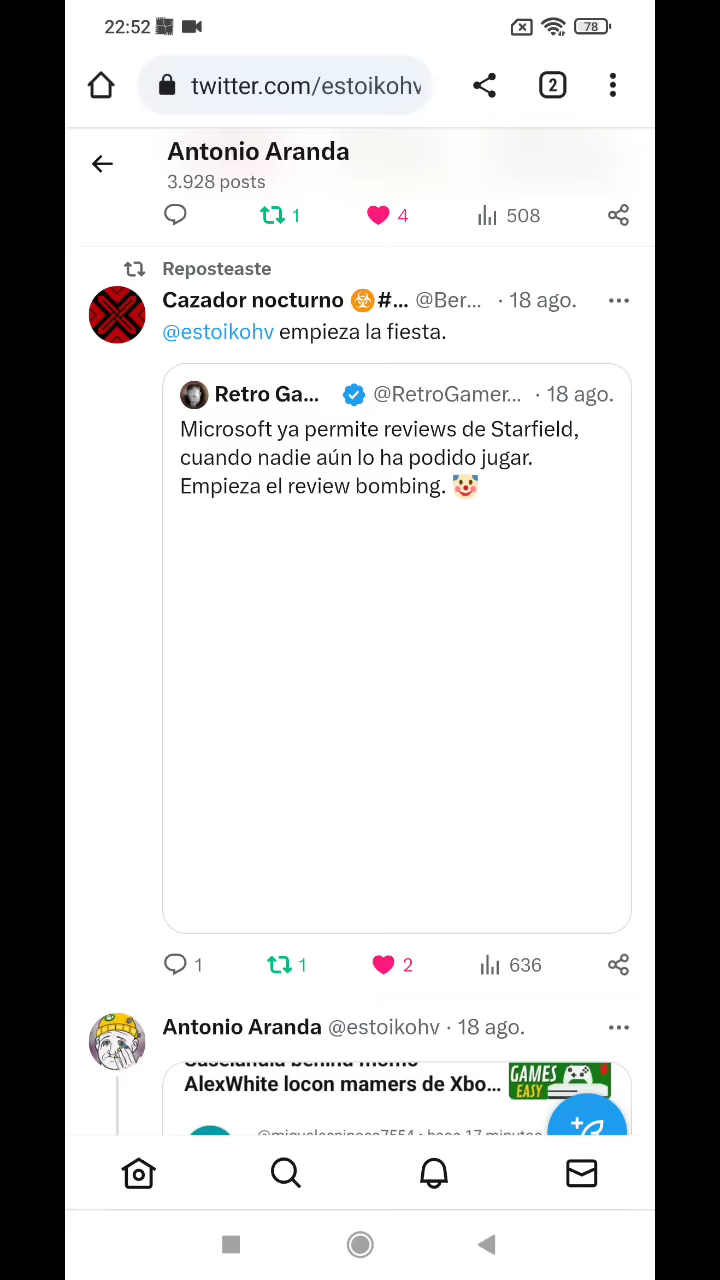 22:52
78
twitter.com/estoikohv
2
Antonio Aranda
3.928 posts
1
4
508
Reposteaste
Cazador nocturno ☣️#... @Ber... · 18 ago.
@estoikohv empieza la fiesta.
Retro Ga... @RetroGamer... · 18 ago.
Microsoft ya permite reviews de Starfield,
cuando nadie aún lo ha podido jugar.
Empieza el review bombing. 🤡
1
1
2
636
Antonio Aranda @estoikohv · 18 ago.
AlexWhite locon mamers de Xbo...
GAMES
EASY